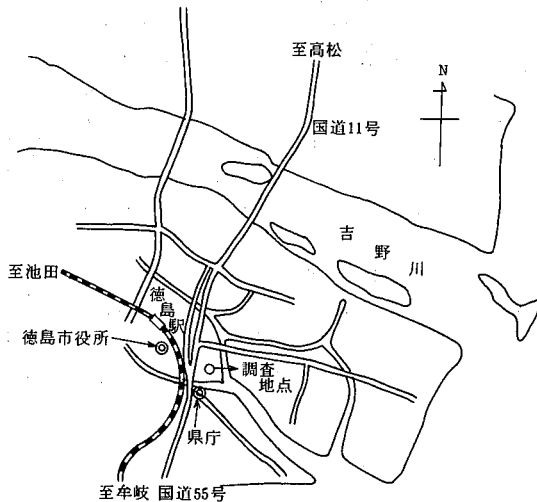 至高松
N
国道11号
吉野川
至池田
徳島駅
徳島市役所
調査
地点
県庁
至牟岐
国道55号